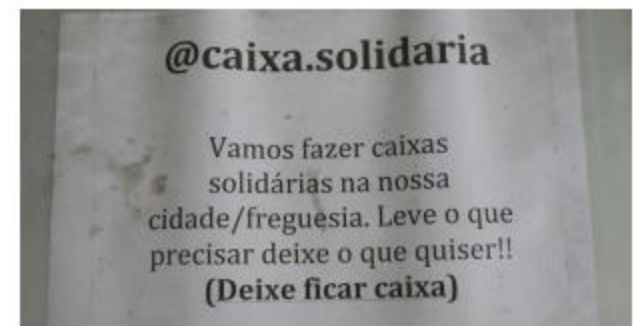 @caixa.solidaria
Vamos fazer caixas
solidárias na nossa
cidade/freguesia. Leve o que
precisar deixe o que quiser!!
(Deixe ficar caixa)